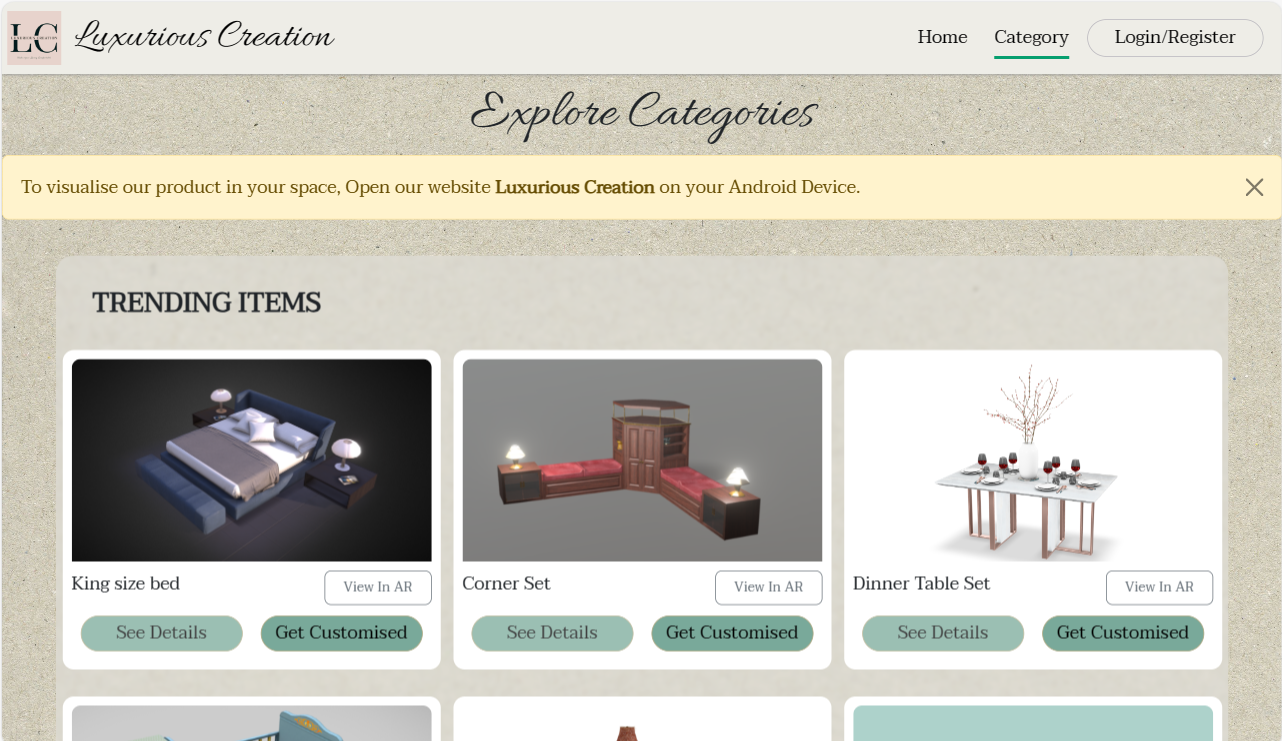 LC
Luxurious Creation
Home
Category
Login/Register
Explore Categories
To visualise our product in your space, Open our website Luxurious Creation on your Android Device.
TRENDING ITEMS
King size bed
View In AR
See Details
Get Customised
Corner Set
View In AR
See Details
Get Customised
Dinner Table Set
View In AR
See Details
Get Customised